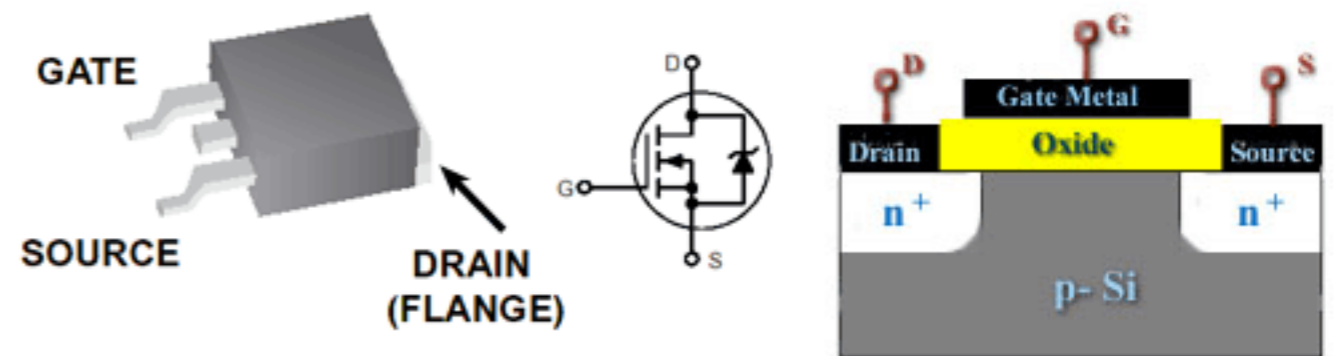 GATE
SOURCE
DRAIN
(FLANGE)
D
G
S
D
G
S
Gate Metal
Drain
Oxide
Source
n+
n+
p- Si